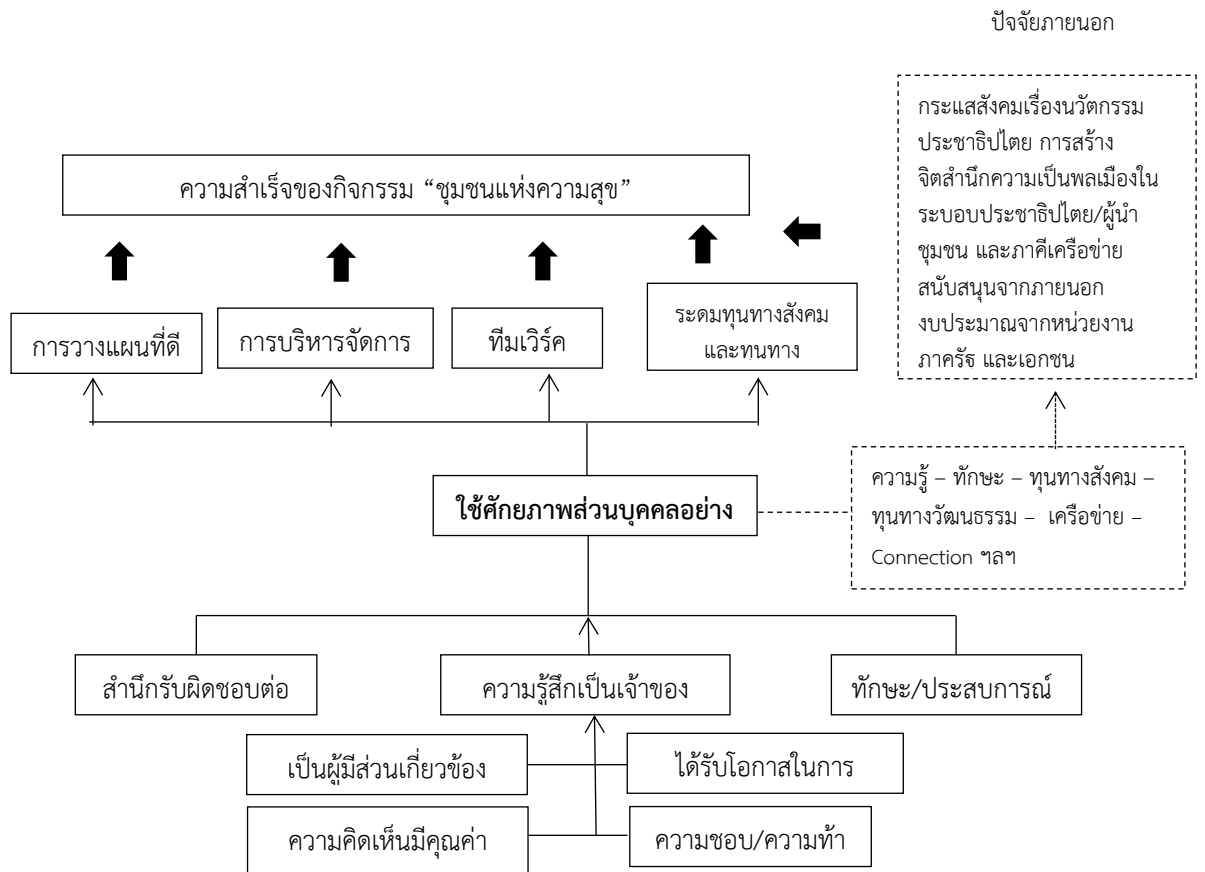 ปัจจัยภายนอก
กระแสสังคมเรื่องนวัตกรรม
ประชาธิปไตย การสร้าง
จิตสำนึกความเป็นพลเมืองใน
ระบอบประชาธิปไตย/ผู้นำ
ชุมชน และภาคีเครือข่าย
สนับสนุนจากภายนอก
งบประมาณจากหน่วยงาน
ภาครัฐ และเอกชน
ความสำเร็จของกิจกรรม “ชุมชนแห่งความสุข”
การวางแผนที่ดี
การบริหารจัดการ
ทีมเวิร์ค
ระดมทุนทางสังคม
และทนทาง
ใช้ศักยภาพส่วนบุคคลอย่าง
ความรู้ – ทักษะ – ทุนทางสังคม –
ทุนทางวัฒนธรรม – เครือข่าย –
Connection ฯลฯ
สำนึกรับผิดชอบต่อ
ความรู้สึกเป็นเจ้าของ
ทักษะ/ประสบการณ์
เป็นผู้มีส่วนเกี่ยวข้อง
ได้รับโอกาสในการ
ความคิดเห็นมีคุณค่า
ความชอบ/ความท้า